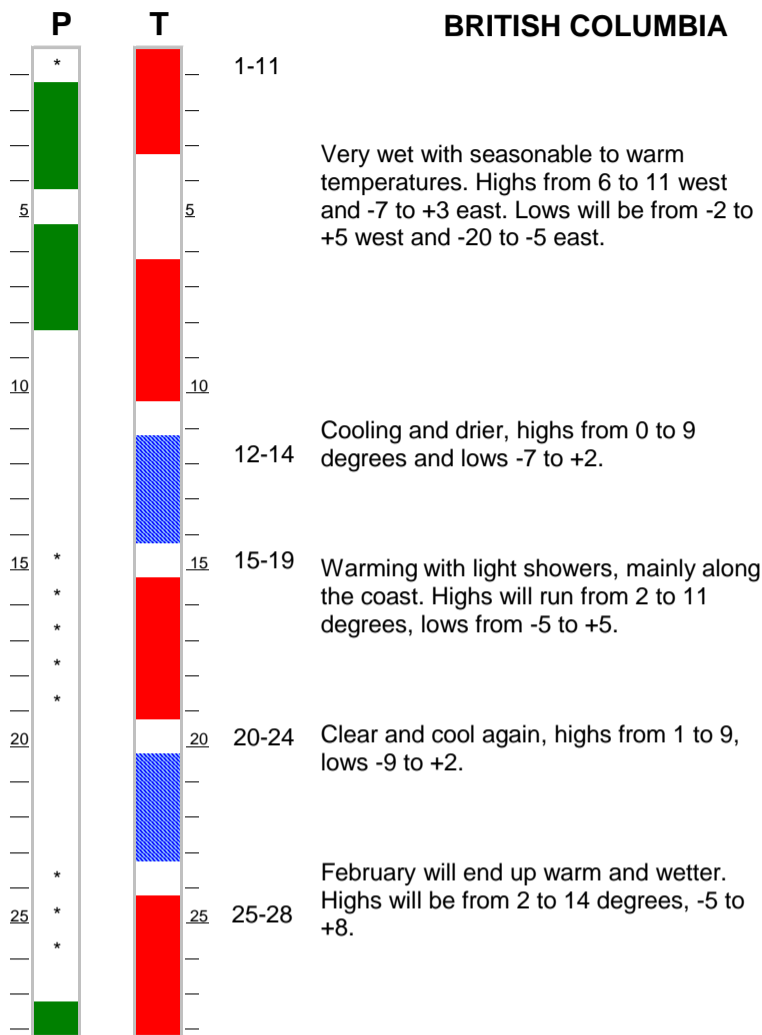 P T BRITISH COLUMBIA
* 1-11
Very wet with seasonable to warm
temperatures. Highs from 6 to 11 west
and -7 to +3 east. Lows will be from -2 to
+5 west and -20 to -5 east.
5 5
10 10
Cooling and drier, highs from 0 to 9
12-14 degrees and lows -7 to +2.
15 * 15 15-19
Warming with light showers, mainly along
* the coast. Highs will run from 2 to 11
* degrees, lows from -5 to +5.
*
*
20 20 20-24 Clear and cool again, highs from 1 to 9,
lows -9 to +2.
* February will end up warm and wetter.
25 * 25 25-28 Highs will be from 2 to 14 degrees, -5 to
* +8.